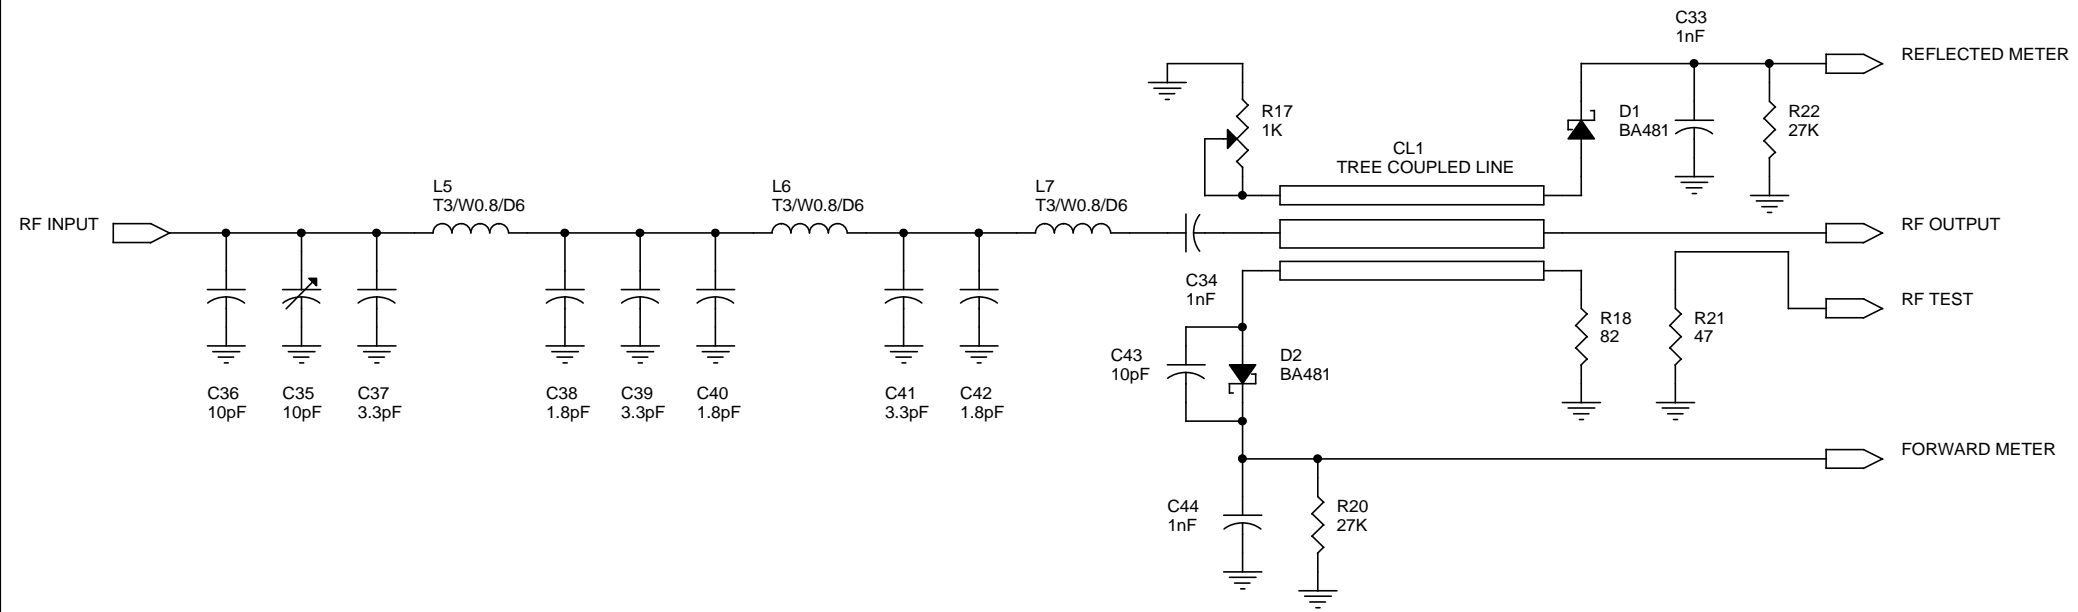 C33
1nF
REFLECTED METER
R17
1K
D1
BA481
R22
27K
CL1
TREE COUPLED LINE
L5
T3/W0.8/D6
L6
T3/W0.8/D6
L7
T3/W0.8/D6
RF INPUT
RF OUTPUT
C34
1nF
RF TEST
R18
82
R21
47
C43
10pF
D2
BA481
C36
10pF
C35
10pF
C37
3.3pF
C38
1.8pF
C39
3.3pF
C40
1.8pF
C41
3.3pF
C42
1.8pF
FORWARD METER
C44
1nF
R20
27K